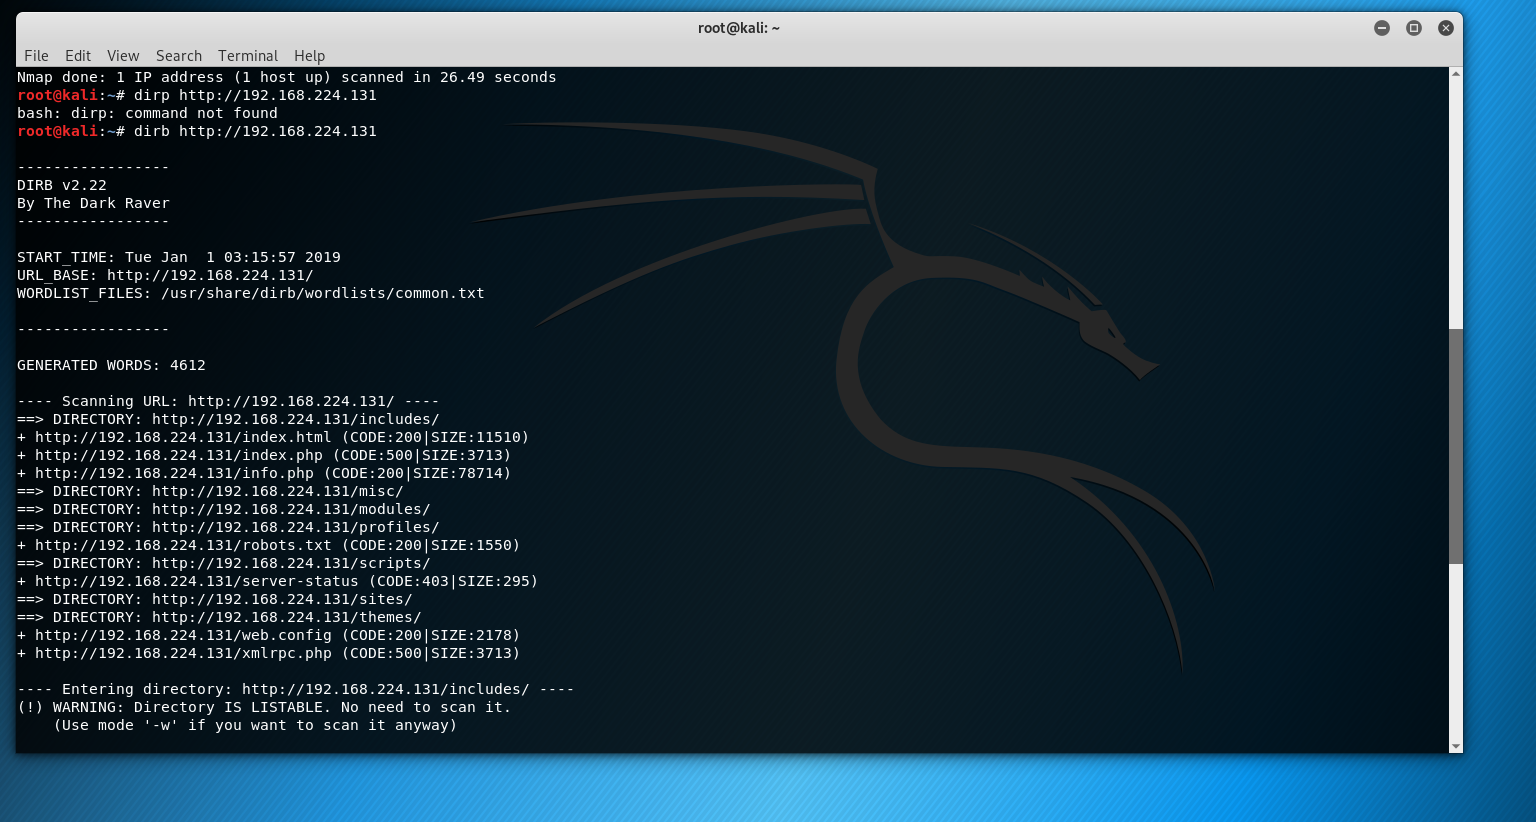 root@kali: ~
File Edit View Search Terminal Help
Nmap done: 1 IP address (1 host up) scanned in 26.49 seconds
root@kali:~# dirp http://192.168.224.131
bash: dirp: command not found
root@kali:~# dirb http://192.168.224.131
-----------------
DIRB v2.22
By The Dark Raver
-----------------
START_TIME: Tue Jan  1 03:15:57 2019
URL_BASE: http://192.168.224.131/
WORDLIST_FILES: /usr/share/dirb/wordlists/common.txt
-----------------
GENERATED WORDS: 4612
---- Scanning URL: http://192.168.224.131/ ----
==> DIRECTORY: http://192.168.224.131/includes/
+ http://192.168.224.131/index.html (CODE:200|SIZE:11510)
+ http://192.168.224.131/index.php (CODE:500|SIZE:3713)
+ http://192.168.224.131/info.php (CODE:200|SIZE:78714)
==> DIRECTORY: http://192.168.224.131/misc/
==> DIRECTORY: http://192.168.224.131/modules/
==> DIRECTORY: http://192.168.224.131/profiles/
+ http://192.168.224.131/robots.txt (CODE:200|SIZE:1550)
==> DIRECTORY: http://192.168.224.131/scripts/
+ http://192.168.224.131/server-status (CODE:403|SIZE:295)
==> DIRECTORY: http://192.168.224.131/sites/
==> DIRECTORY: http://192.168.224.131/themes/
+ http://192.168.224.131/web.config (CODE:200|SIZE:2178)
+ http://192.168.224.131/xmlrpc.php (CODE:500|SIZE:3713)
---- Entering directory: http://192.168.224.131/includes/ ----
(!) WARNING: Directory IS LISTABLE. No need to scan it.
    (Use mode '-w' if you want to scan it anyway)